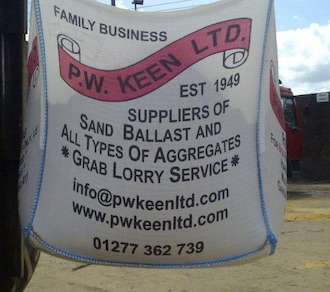 FAMILY BUSINESS
P.W. KEEN LTD.
EST 1949
SUPPLIERS OF
SAND BALLAST AND
ALL TYPES OF AGGREGATES
* GRAB LORRY SERVICE *
info@pwkeenltd.com
www.pwkeenltd.com
01277 362 739